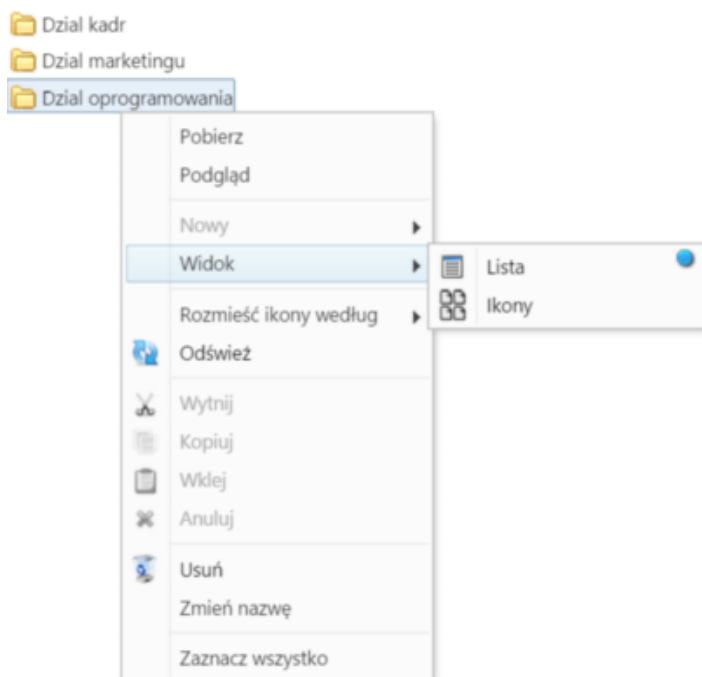 Dzial kadr
Dzial marketingu
Dzial oprogramowania
Pobierz
Podgląd
Nowy
Widok
Lista
Ikony
Rozmieść ikony według
Odśwież
Wytnij
Kopiuj
Wklej
Anuluj
Usuń
Zmień nazwę
Zaznacz wszystko